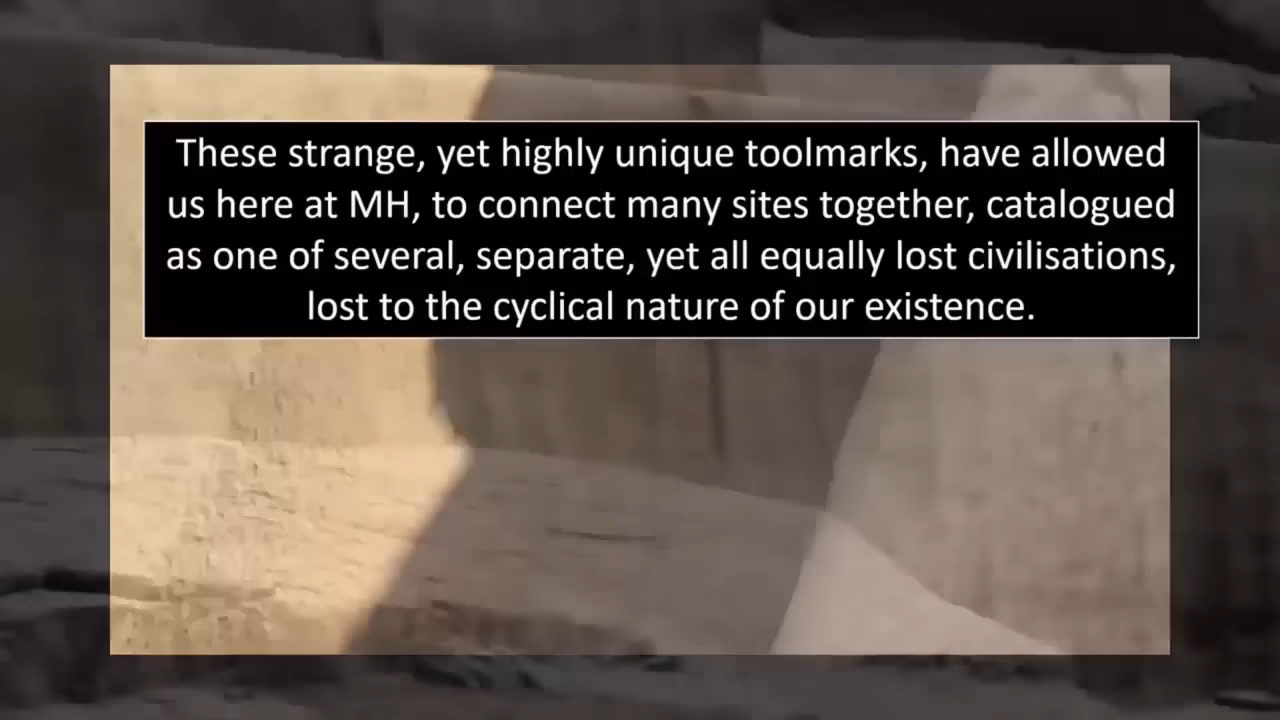 These strange, yet highly unique toolmarks, have allowed
us here at MH, to connect many sites together, catalogued
as one of several, separate, yet all equally lost civilisations,
lost to the cyclical nature of our existence.